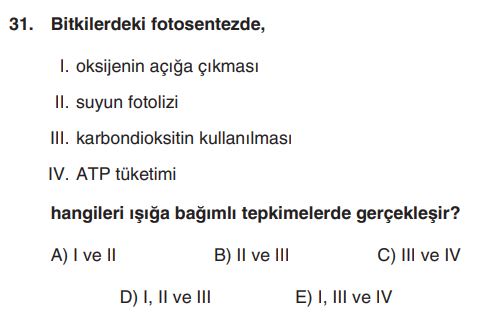 31. Bitkilerdeki fotosentezde,
I. oksijenin açığa çıkması
II. suyun fotolizi
III. karbondioksitin kullanılması
IV. ATP tüketimi
hangileri ışığa bağımlı tepkimelerde gerçekleşir?
A) I ve II B) II ve III C) III ve IV
D) I, II ve III E) I, III ve IV